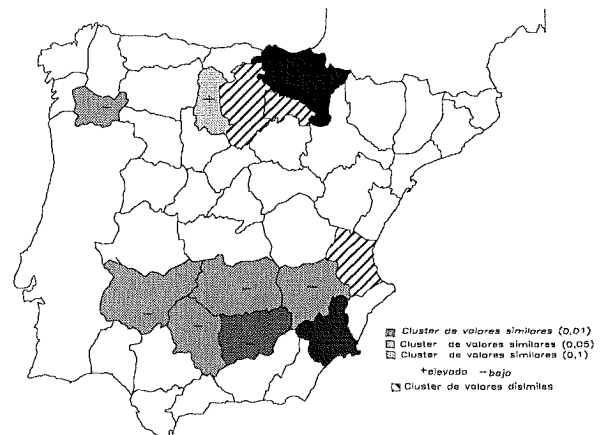 Cluster de valores similares (0,01)
Cluster de valores similares (0,05)
Cluster de valores similares (0,1)
+elevado −bajo
Cluster de valores disimiles